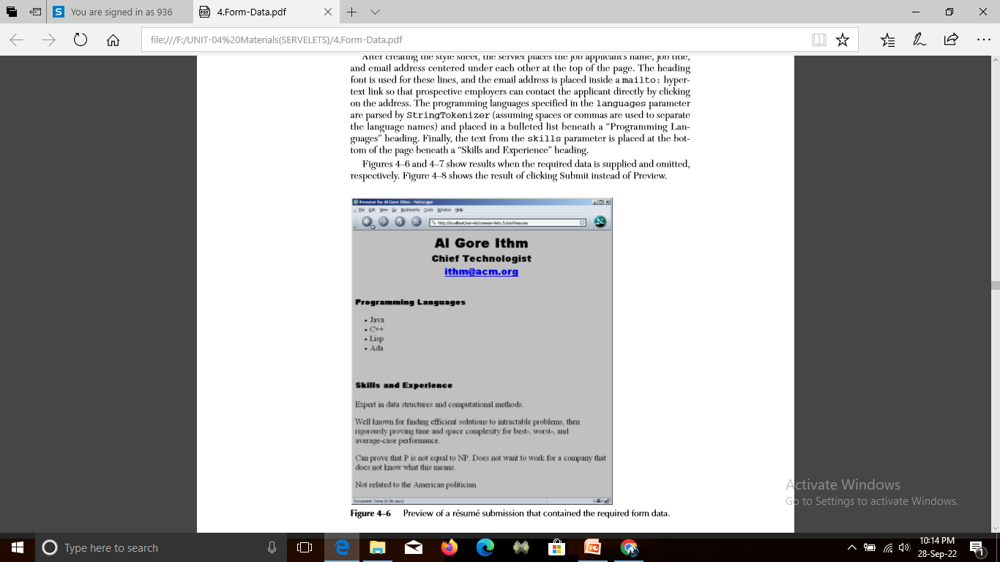 You are signed in as 936
4.Form-Data.pdf
file:///F:/UNIT-04%20Materials(SERVELETS)/4.Form-Data.pdf
After creating the style sheet, the servlet places the job applicant's name, job title,
and email address centered under each other at the top of the page. The heading
font is used for these lines, and the email address is placed inside a mailto: hyper-
text link so that prospective employers can contact the applicant directly by clicking
on the address. The programming languages specified in the languages parameter
are parsed by StringTokenizer (assuming spaces or commas are used to separate
the language names) and placed in a bulleted list beneath a “Programming Lan-
guages” heading. Finally, the text from the skills parameter is placed at the bot-
tom of the page beneath a “Skills and Experience” heading.
Figures 4–6 and 4–7 show results when the required data is supplied and omitted,
respectively. Figure 4–8 shows the result of clicking Submit instead of Preview.
Resume for Al Gore Ithm - Netscape
File Edit View Go Bookmarks Tools Window Help
http://localhost/servlet/coreservlets.SubmitResume
N
Al Gore Ithm
Chief Technologist
ithm@acm.org
Programming Languages
• Java
• C++
• Lisp
• Ada
Skills and Experience
Expert in data structures and computational methods.
Well known for finding efficient solutions to intractable problems, then
rigorously proving time and space complexity for best-, worst-, and
average-case performance.
Can prove that P is not equal to NP. Does not want to work for a company that
does not know what this means.
Not related to the American politician.
Document: Done (0.06 secs)
Figure 4–6 Preview of a résumé submission that contained the required form data.
Activate Windows
Go to Settings to activate Windows.
Type here to search
10:14 PM
28-Sep-22
1